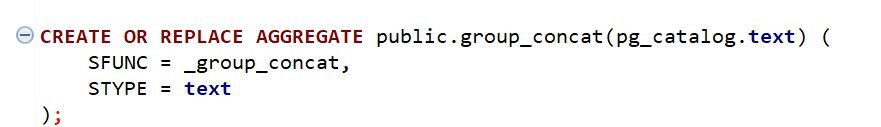 CREATE OR REPLACE AGGREGATE public.group_concat(pg_catalog.text) (
    SFUNC = _group_concat,
    STYPE = text
);